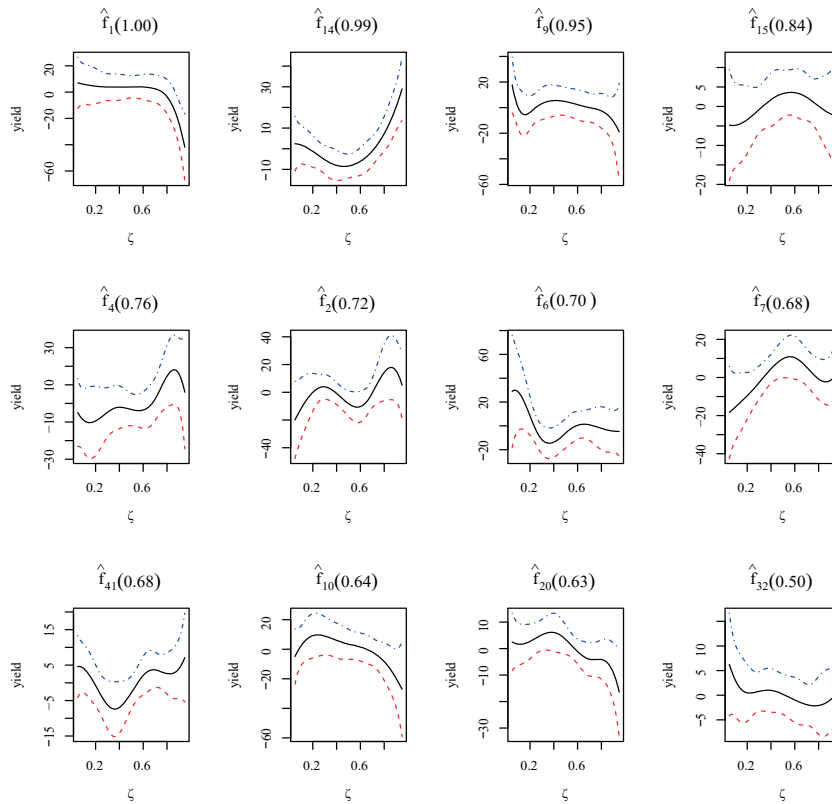 f̂₁(1.00) f̂₁₄(0.99) f̂₉(0.95) f̂₁₅(0.84)
yield yield yield yield
20 0 −20 −60
30 10 −10
20 0 −20 −60
5 0 −5 −10 −20
0.2 0.6 0.2 0.6 0.2 0.6 0.2 0.6
ζ ζ ζ ζ
f̂₄(0.76) f̂₂(0.72) f̂₆(0.70) f̂₇(0.68)
yield yield yield yield
30 10 −10 −30
40 20 0 −40
60 20 −20
20 0 −20 −40
0.2 0.6 0.2 0.6 0.2 0.6 0.2 0.6
ζ ζ ζ ζ
f̂₄₁(0.68) f̂₁₀(0.64) f̂₂₀(0.63) f̂₃₂(0.50)
yield yield yield yield
15 5 −5 −15
20 0 −20 −60
10 0 −10 −30
10 5 0 −5
0.2 0.6 0.2 0.6 0.2 0.6 0.2 0.6
ζ ζ ζ ζ